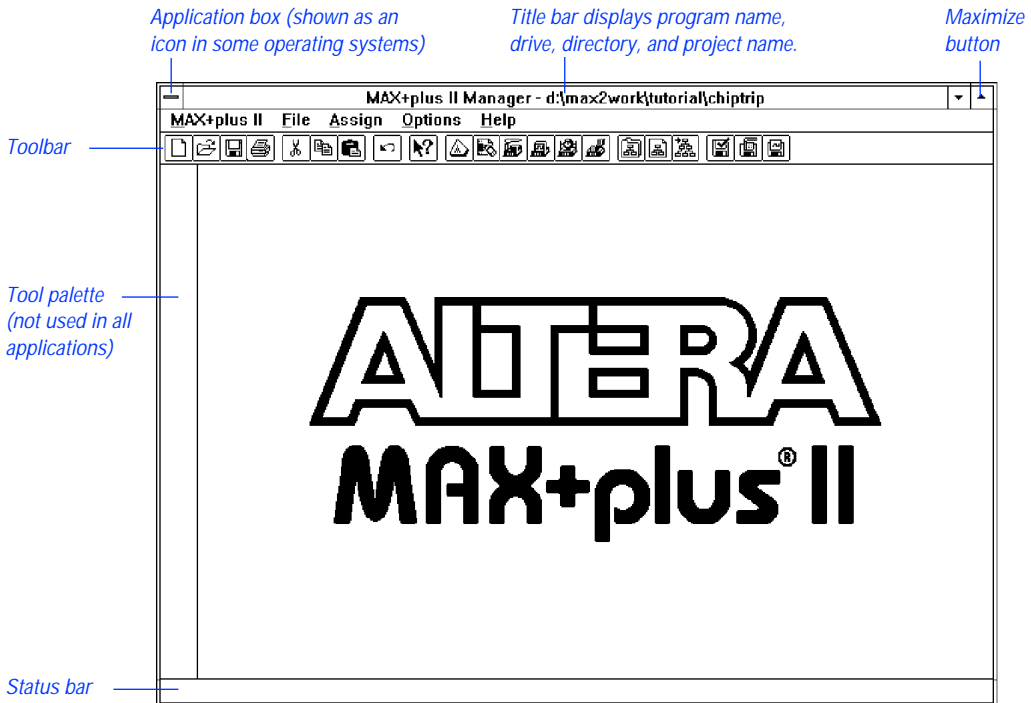 Application box (shown as an
icon in some operating systems)
Title bar displays program name,
drive, directory, and project name.
Maximize
button
MAX+plus II Manager - d:\max2work\tutorial\chiptrip
MAX+plus II File Assign Options Help
Toolbar
Tool palette
(not used in all
applications)
ALTERA
MAX+plus® II
Status bar